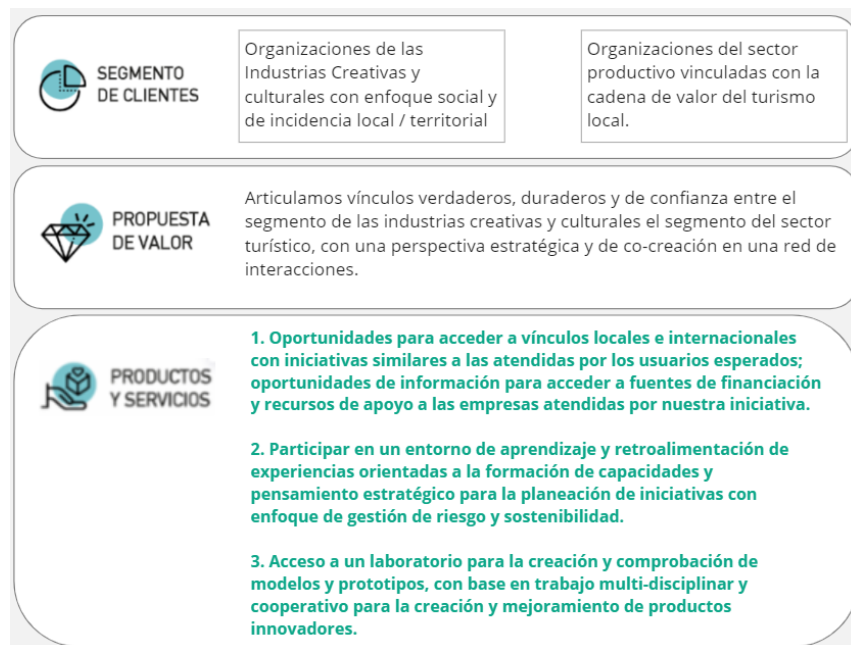 SEGMENTO
DE CLIENTES
Organizaciones de las
Industrias Creativas y
culturales con enfoque social y
de incidencia local / territorial
Organizaciones del sector
productivo vinculadas con la
cadena de valor del turismo
local.
PROPUESTA
DE VALOR
Articulamos vínculos verdaderos, duraderos y de confianza entre el
segmento de las industrias creativas y culturales el segmento del sector
turístico, con una perspectiva estratégica y de co-creación en una red de
interacciones.
PRODUCTOS
Y SERVICIOS
1. Oportunidades para acceder a vínculos locales e internacionales
con iniciativas similares a las atendidas por los usuarios esperados;
oportunidades de información para acceder a fuentes de financiación
y recursos de apoyo a las empresas atendidas por nuestra iniciativa.
2. Participar en un entorno de aprendizaje y retroalimentación de
experiencias orientadas a la formación de capacidades y
pensamiento estratégico para la planeación de iniciativas con
enfoque de gestión de riesgo y sostenibilidad.
3. Acceso a un laboratorio para la creación y comprobación de
modelos y prototipos, con base en trabajo multi-disciplinar y
cooperativo para la creación y mejoramiento de productos
innovadores.